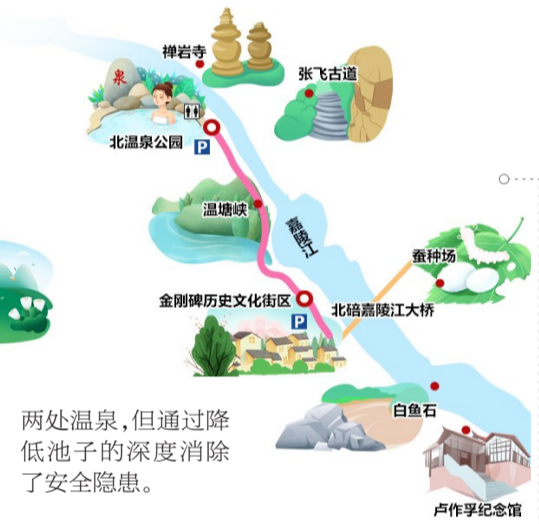 禅岩寺
张飞古道
泉
北温泉公园
P
温塘峡
嘉陵江
蚕种场
金刚碑历史文化街区
P
北碚嘉陵江大桥
白鱼石
两处温泉,但通过降
低池子的深度消除
了安全隐患。
卢作孚纪念馆